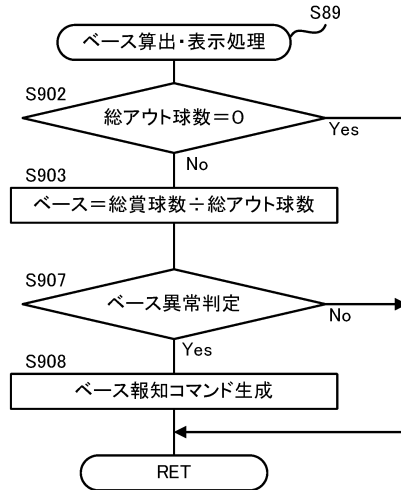 S89
ベース算出・表示処理
S902
総アウト球数＝0
Yes
No
S903
ベース＝総賞球数÷総アウト球数
S907
ベース異常判定
No
Yes
S908
ベース報知コマンド生成
RET